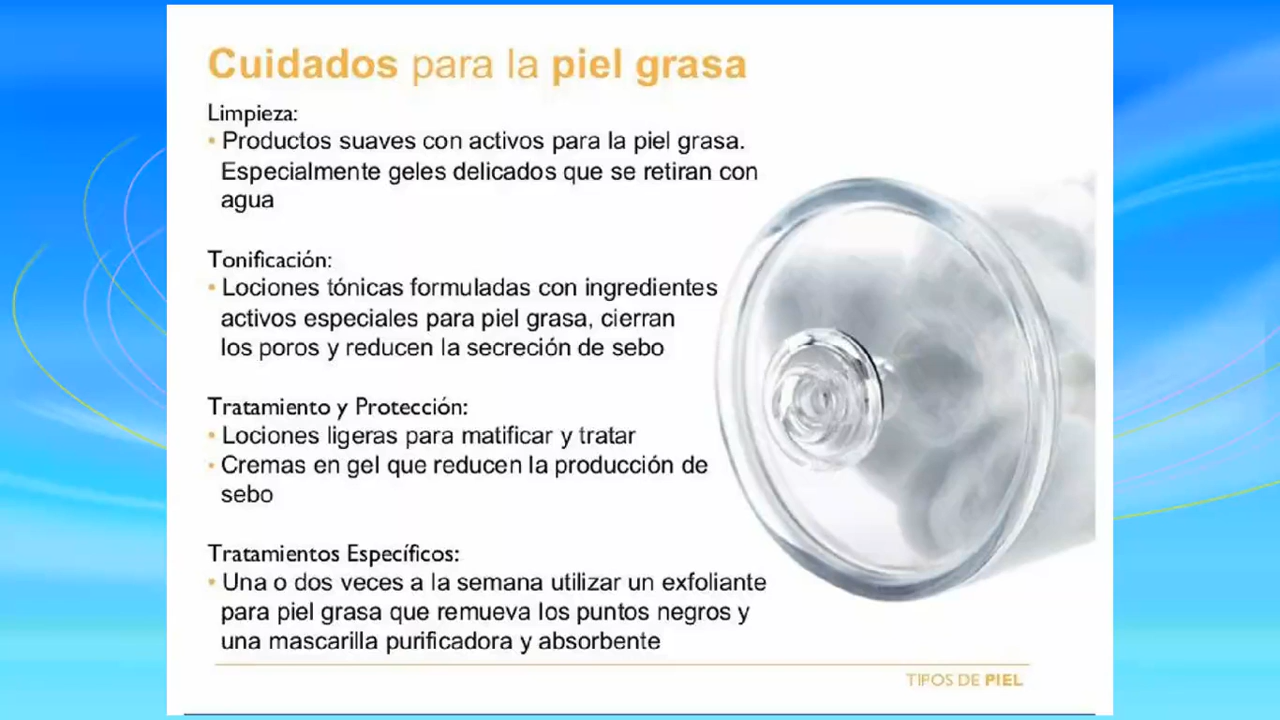 Cuidados para la piel grasa
Limpieza:
• Productos suaves con activos para la piel grasa.
Especialmente geles delicados que se retiran con
agua
Tonificación:
• Lociones tónicas formuladas con ingredientes
activos especiales para piel grasa, cierran
los poros y reducen la secreción de sebo
Tratamiento y Protección:
• Lociones ligeras para matificar y tratar
• Cremas en gel que reducen la producción de
sebo
Tratamientos Específicos:
• Una o dos veces a la semana utilizar un exfoliante
para piel grasa que remueva los puntos negros y
una mascarilla purificadora y absorbente
TIPOS DE PIEL